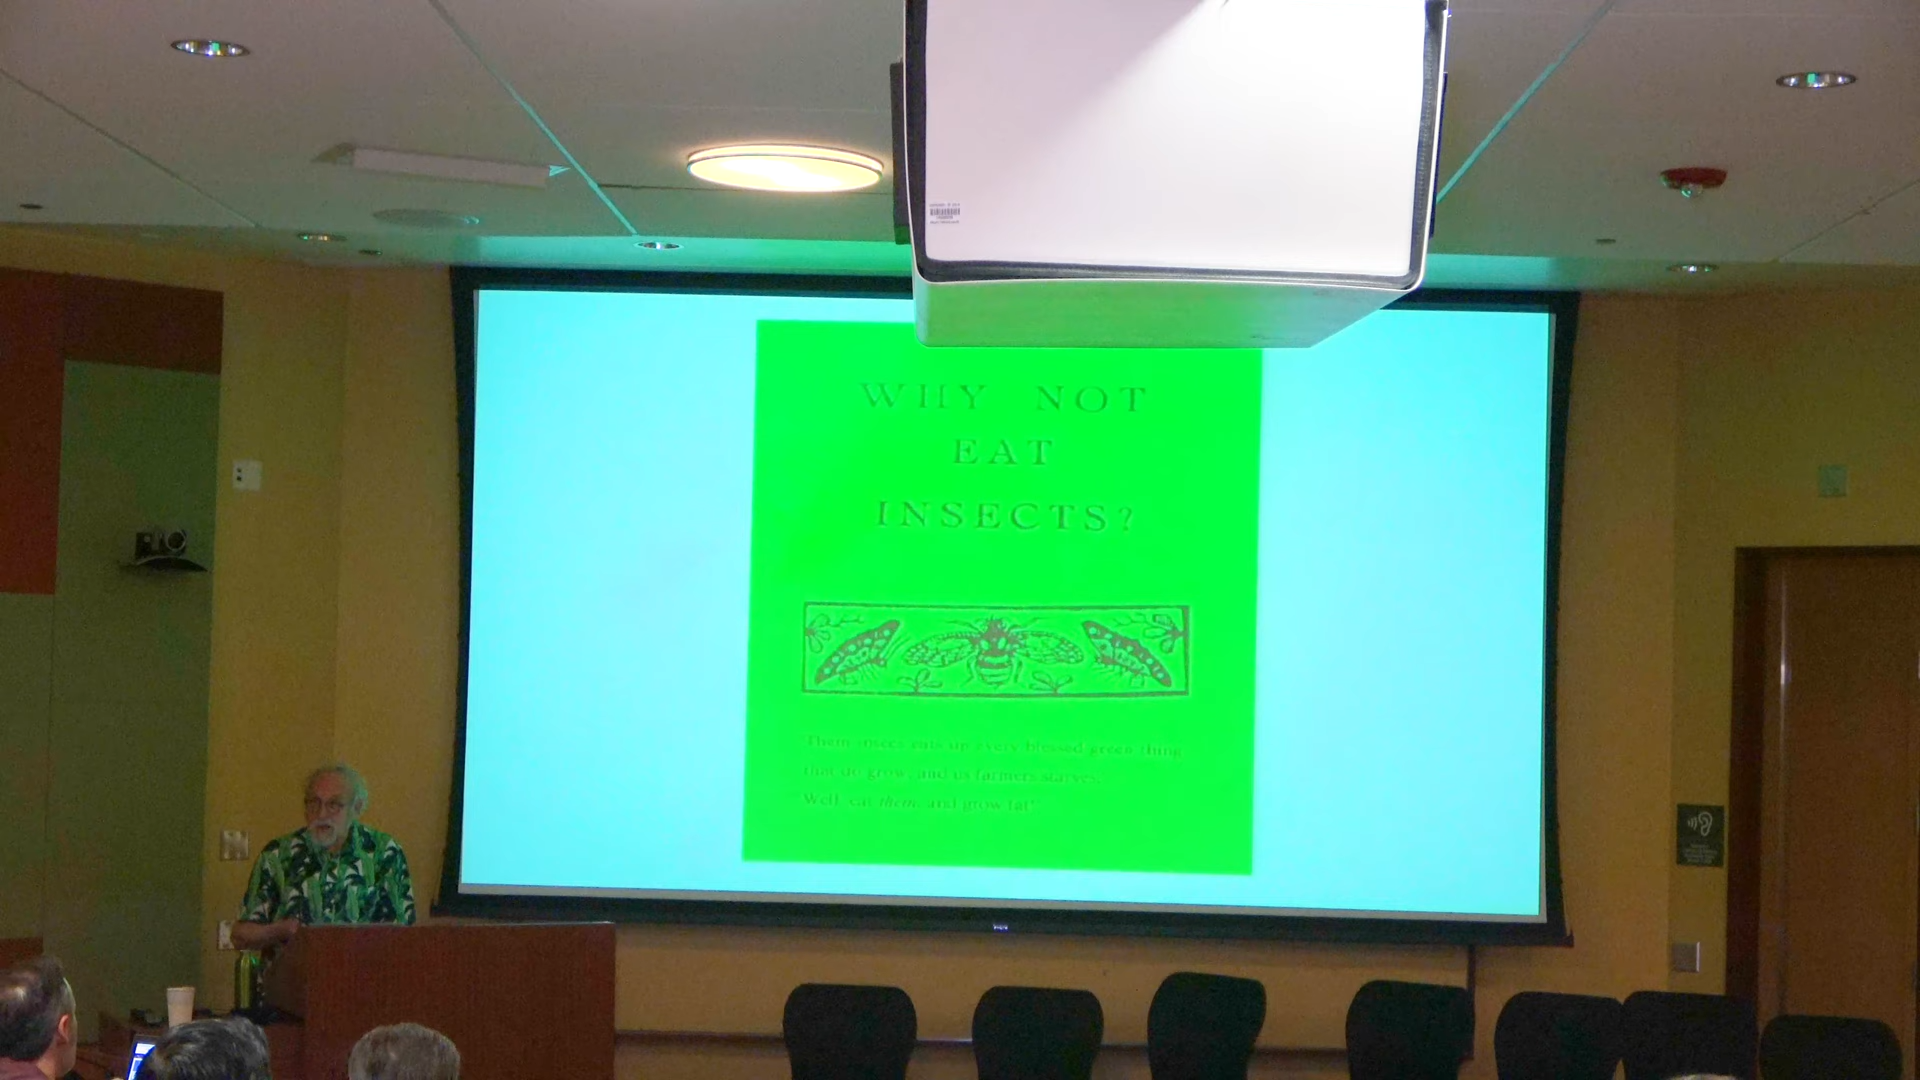 WHY NOT
EAT
INSECTS?
"Them insecs eats up every blessed green thing
that do grow, and us farmers starves."
"Well, eat them, and grow fat!"